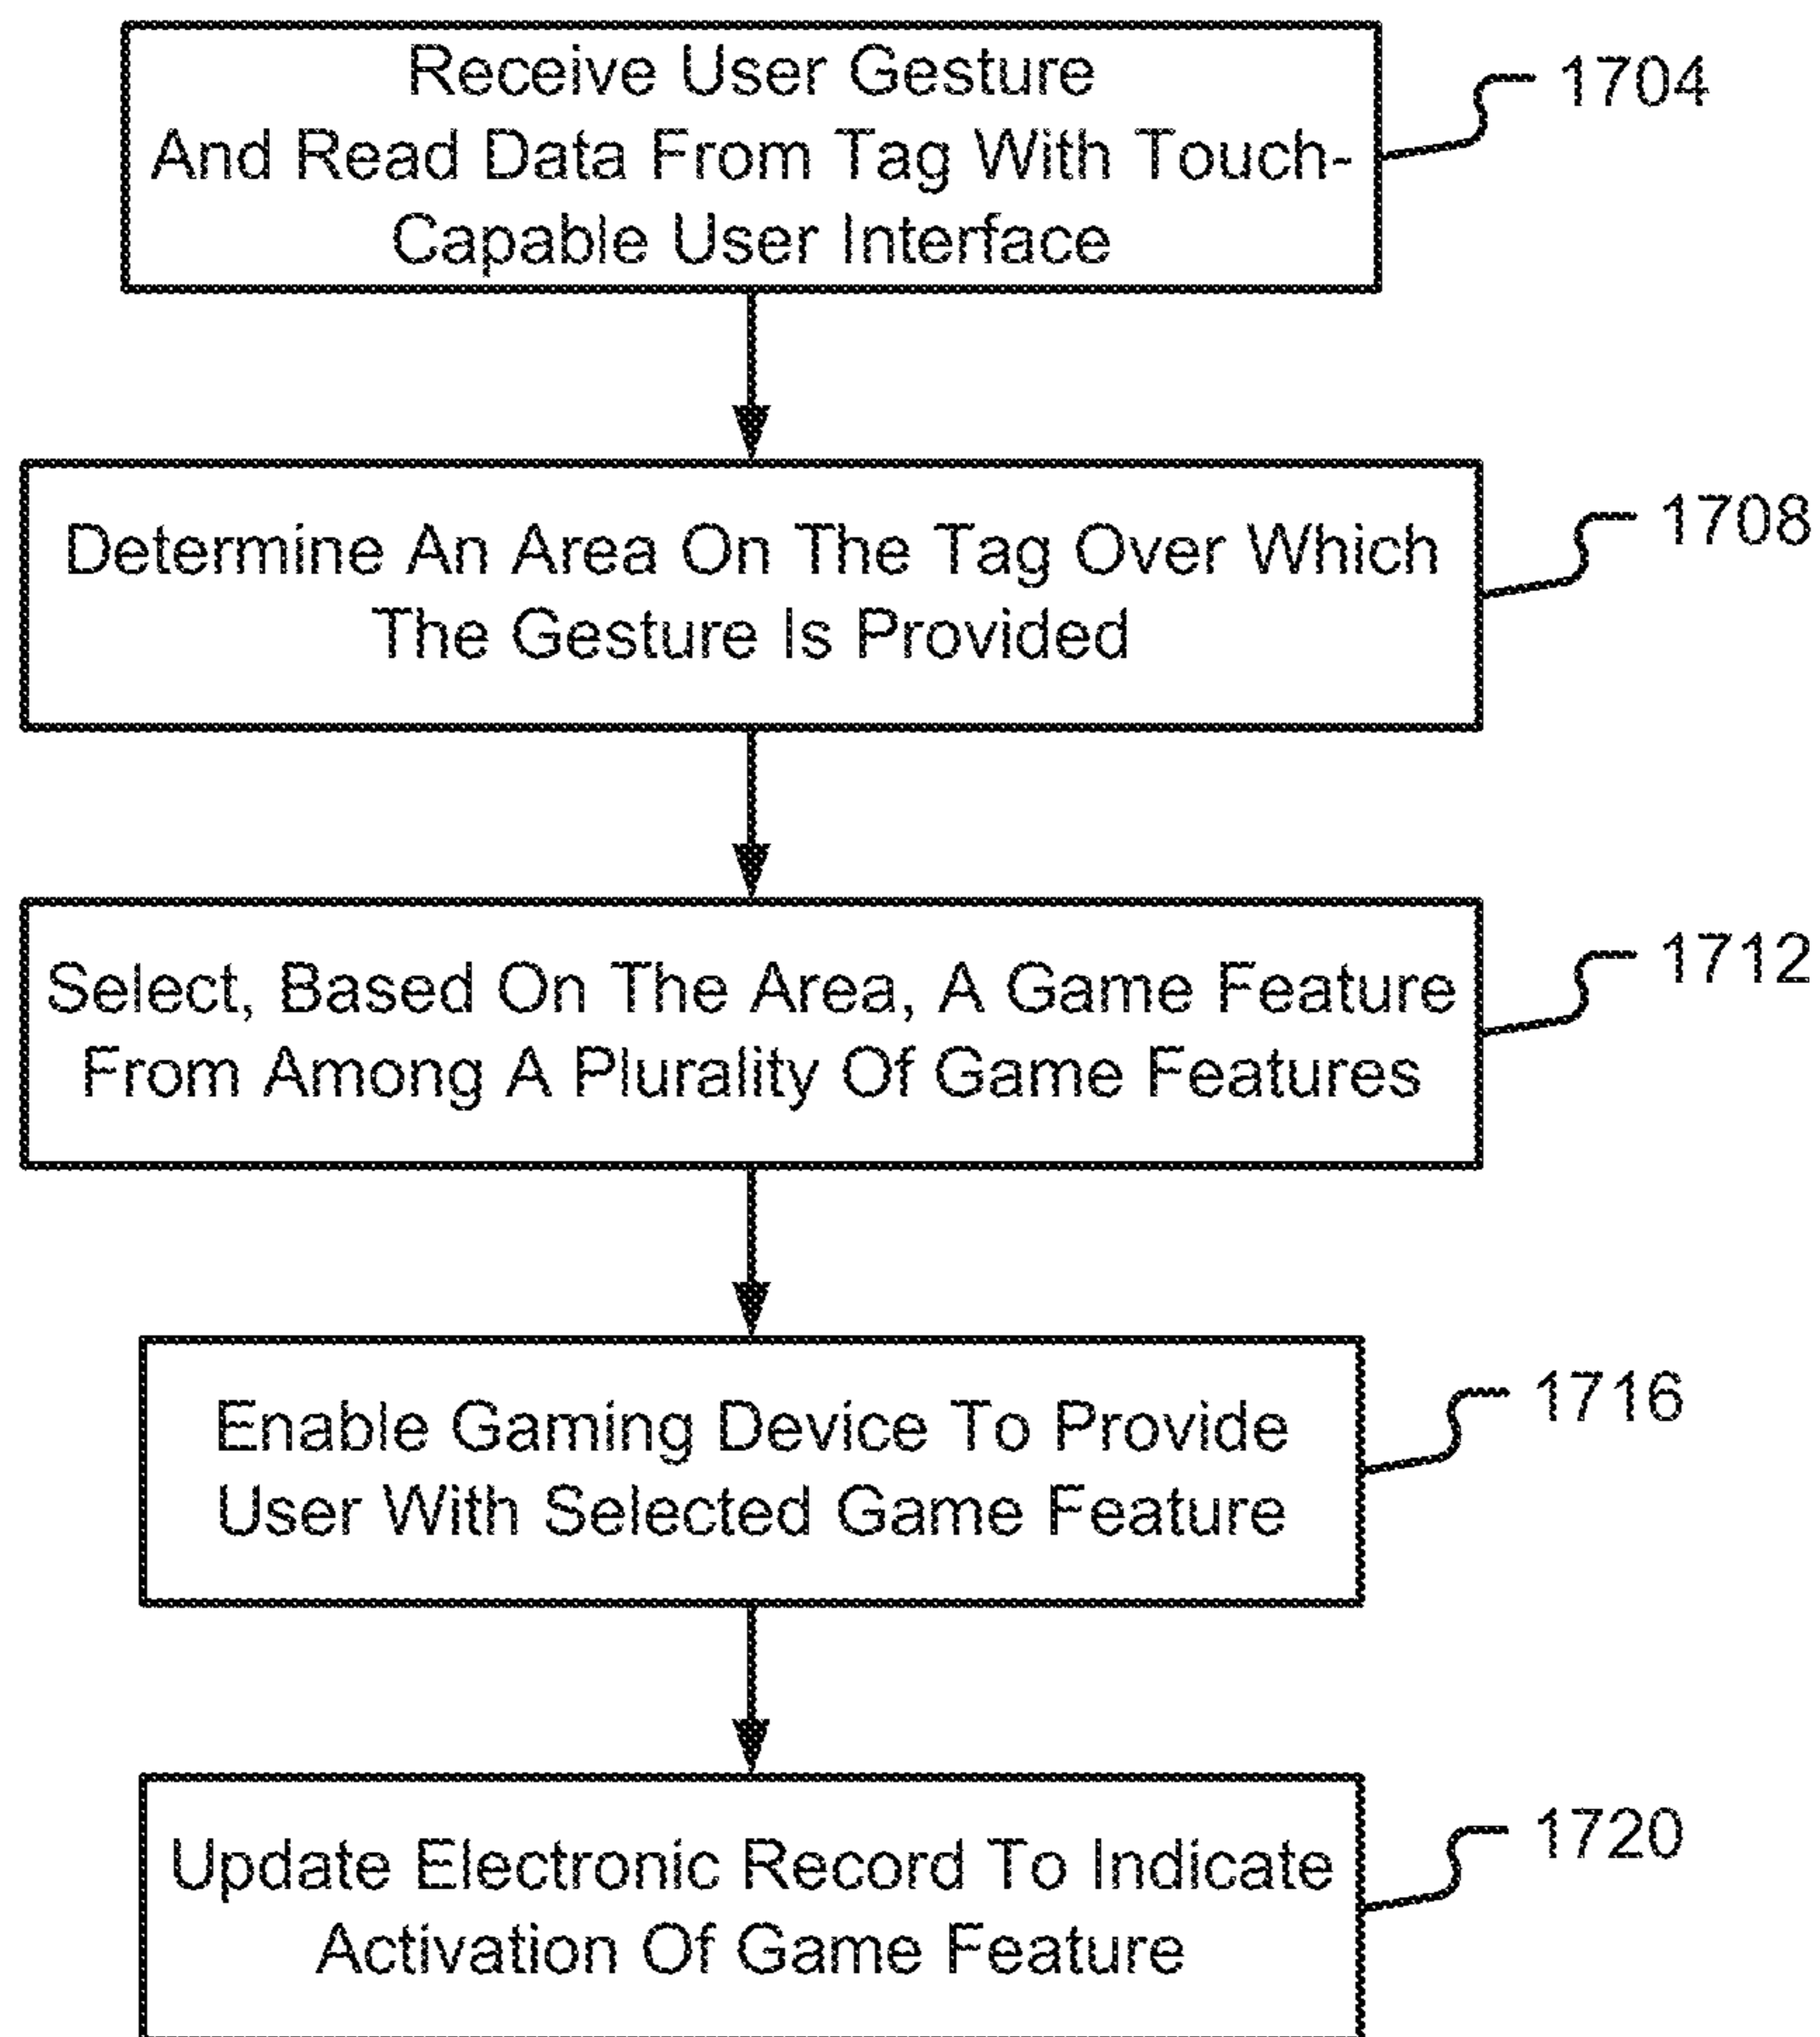 Receive User Gesture
And Read Data From Tag With Touch-
Capable User Interface
1704
Determine An Area On The Tag Over Which
The Gesture Is Provided
1708
Select, Based On The Area, A Game Feature
From Among A Plurality Of Game Features
1712
Enable Gaming Device To Provide
User With Selected Game Feature
1716
Update Electronic Record To Indicate
Activation Of Game Feature
1720